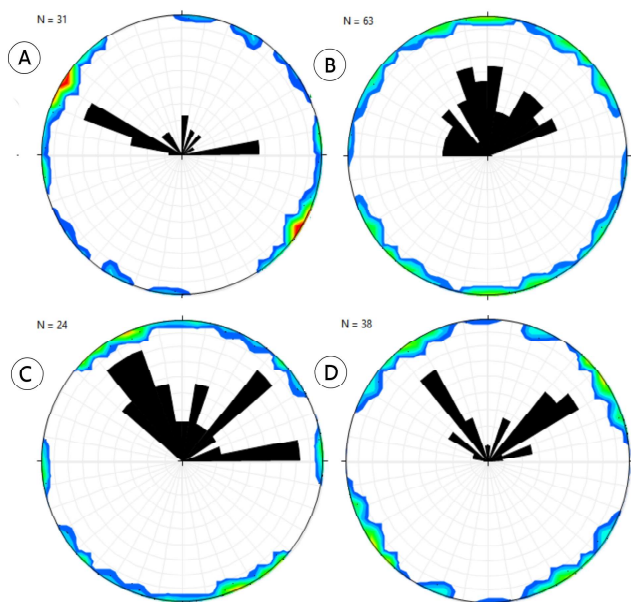 N = 31
A
N = 63
B
N = 24
C
N = 38
D